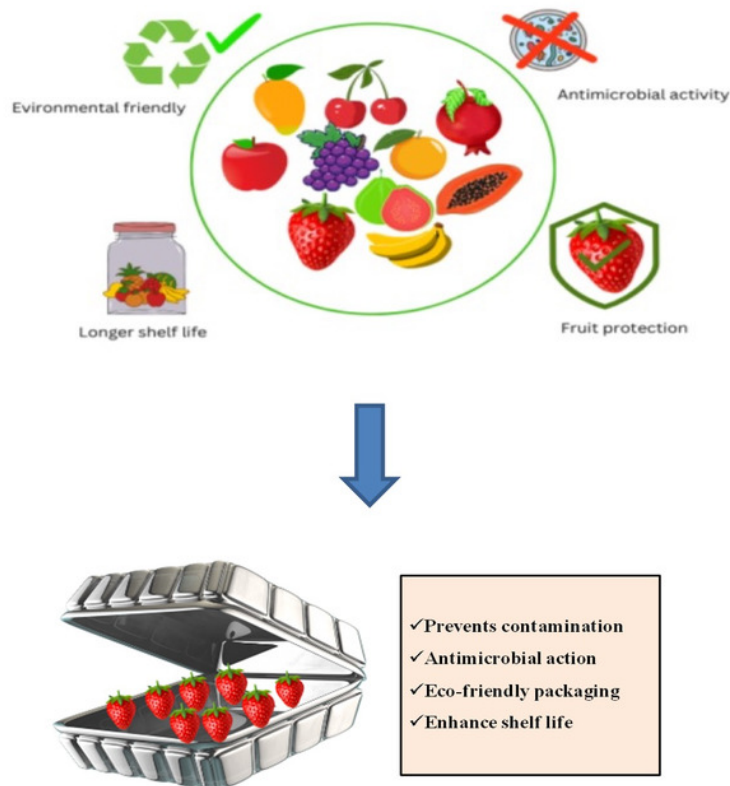 Evironmental friendly
Antimicrobial activity
Longer shelf life
Fruit protection
✓Prevents contamination
✓Antimicrobial action
✓Eco-friendly packaging
✓Enhance shelf life